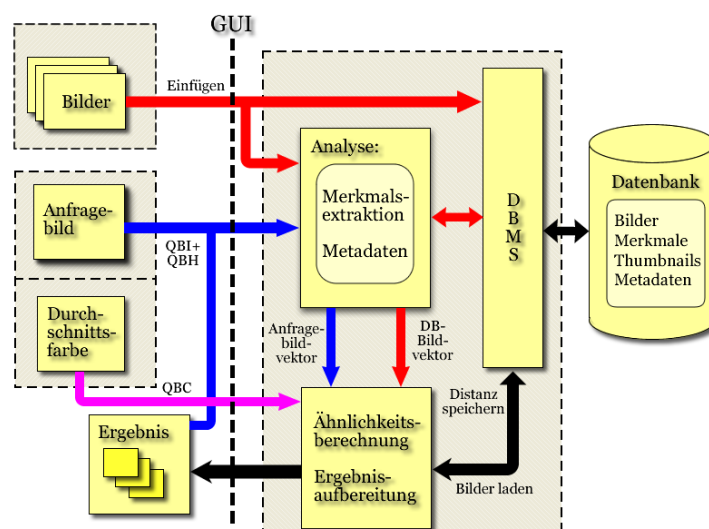 GUI
Bilder
Einfügen
Analyse:
Merkmals-
extraktion
Metadaten
D
B
M
S
Datenbank
Bilder
Merkmale
Thumbnails
Metadaten
Anfrage-
bild
QBI+
QBH
Durch-
schnitts-
farbe
Anfrage-
bild-
vektor
DB-
Bild-
vektor
QBC
Distanz
speichern
Ergebnis
Ähnlichkeits-
berechnung
Ergebnis-
aufbereitung
Bilder laden